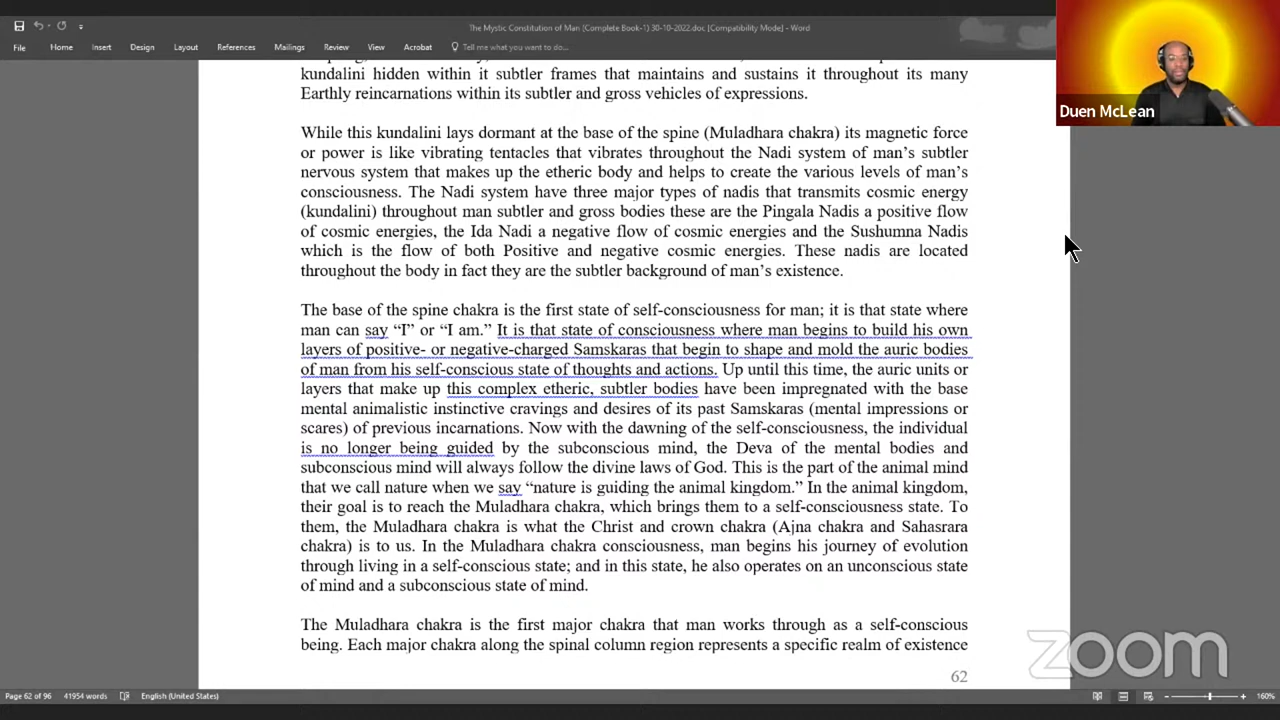 The Mystic Constitution of Man (Complete Book-1) 30-10-2022.doc [Compatibility Mode] - Word
File Home Insert Design Layout References Mailings Review View Acrobat Tell me what you want to do...
Duen McLean
kundalini hidden within it subtler frames that maintains and sustains it throughout its many
Earthly reincarnations within its subtler and gross vehicles of expressions.
While this kundalini lays dormant at the base of the spine (Muladhara chakra) its magnetic force
or power is like vibrating tentacles that vibrates throughout the Nadi system of man's subtler
nervous system that makes up the etheric body and helps to create the various levels of man's
consciousness. The Nadi system have three major types of nadis that transmits cosmic energy
(kundalini) throughout man subtler and gross bodies these are the Pingala Nadis a positive flow
of cosmic energies, the Ida Nadi a negative flow of cosmic energies and the Sushumna Nadis
which is the flow of both Positive and negative cosmic energies. These nadis are located
throughout the body in fact they are the subtler background of man's existence.
The base of the spine chakra is the first state of self-consciousness for man; it is that state where
man can say "I" or "I am." It is that state of consciousness where man begins to build his own
layers of positive- or negative-charged Samskaras that begin to shape and mold the auric bodies
of man from his self-conscious state of thoughts and actions. Up until this time, the auric units or
layers that make up this complex etheric, subtler bodies have been impregnated with the base
mental animalistic instinctive cravings and desires of its past Samskaras (mental impressions or
scares) of previous incarnations. Now with the dawning of the self-consciousness, the individual
is no longer being guided by the subconscious mind, the Deva of the mental bodies and
subconscious mind will always follow the divine laws of God. This is the part of the animal mind
that we call nature when we say "nature is guiding the animal kingdom." In the animal kingdom,
their goal is to reach the Muladhara chakra, which brings them to a self-consciousness state. To
them, the Muladhara chakra is what the Christ and crown chakra (Ajna chakra and Sahasrara
chakra) is to us. In the Muladhara chakra consciousness, man begins his journey of evolution
through living in a self-conscious state; and in this state, he also operates on an unconscious state
of mind and a subconscious state of mind.
The Muladhara chakra is the first major chakra that man works through as a self-conscious
being. Each major chakra along the spinal column region represents a specific realm of existence
zoom
62
Page 62 of 96 41954 words English (United States) 160%